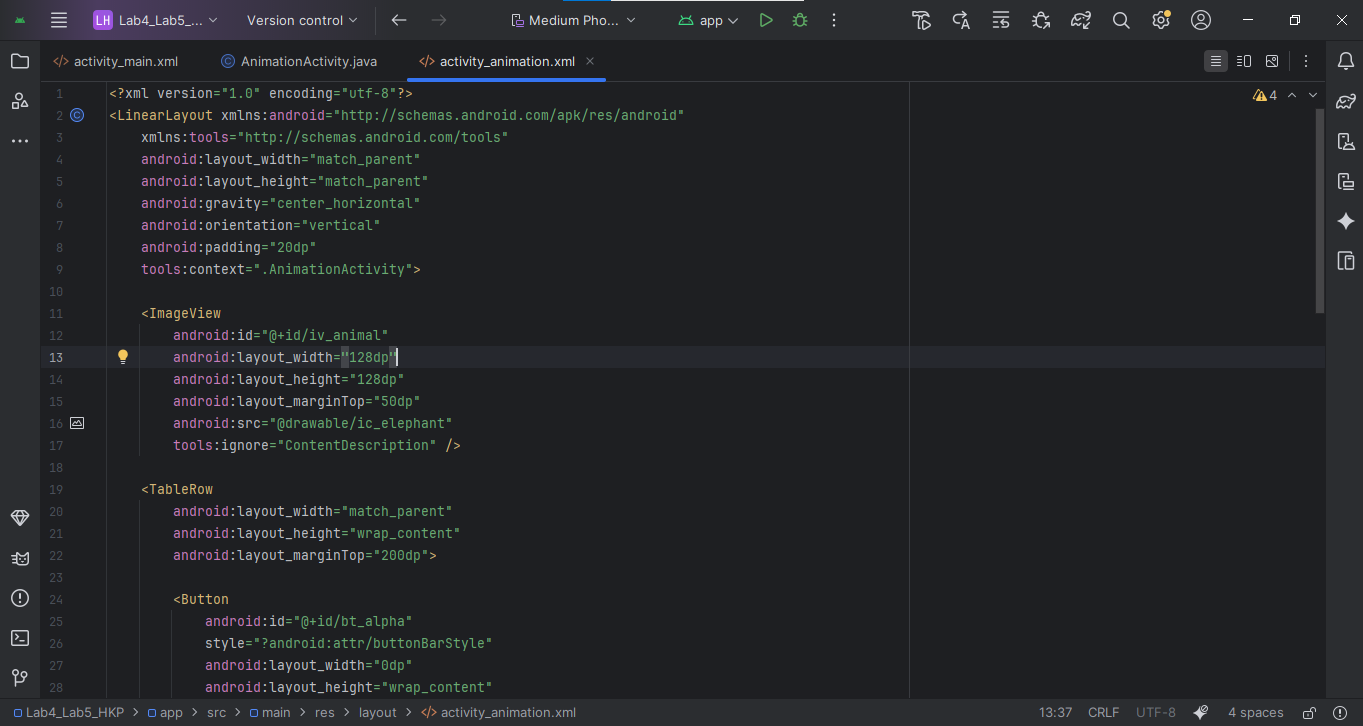 LH Lab4_Lab5_... Version control Medium Pho... app
activity_main.xml AnimationActivity.java activity_animation.xml
1 <?xml version="1.0" encoding="utf-8"?> 4
2 <LinearLayout xmlns:android="http://schemas.android.com/apk/res/android"
3 xmlns:tools="http://schemas.android.com/tools"
4 android:layout_width="match_parent"
5 android:layout_height="match_parent"
6 android:gravity="center_horizontal"
7 android:orientation="vertical"
8 android:padding="20dp"
9 tools:context=".AnimationActivity">
10
11 <ImageView
12 android:id="@+id/iv_animal"
13 android:layout_width="128dp"
14 android:layout_height="128dp"
15 android:layout_marginTop="50dp"
16 android:src="@drawable/ic_elephant"
17 tools:ignore="ContentDescription" />
18
19 <TableRow
20 android:layout_width="match_parent"
21 android:layout_height="wrap_content"
22 android:layout_marginTop="200dp">
23
24 <Button
25 android:id="@+id/bt_alpha"
26 style="?android:attr/buttonBarStyle"
27 android:layout_width="0dp"
28 android:layout_height="wrap_content"
Lab4_Lab5_HKP > app > src > main > res > layout > activity_animation.xml 13:37 CRLF UTF-8 4 spaces